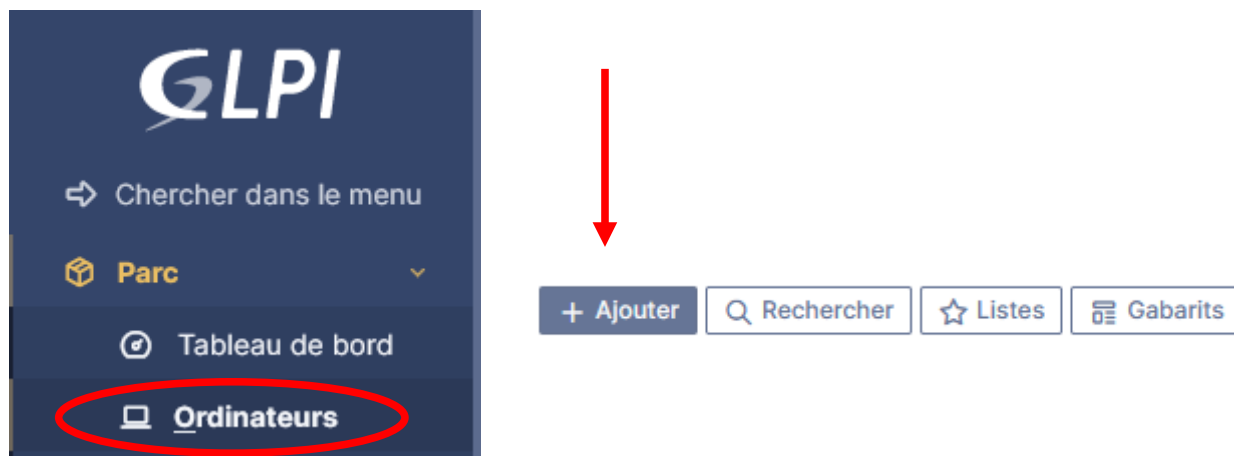 GLPI
Chercher dans le menu
Parc
Tableau de bord
Ordinateurs
+ Ajouter
Rechercher
Listes
Gabarits